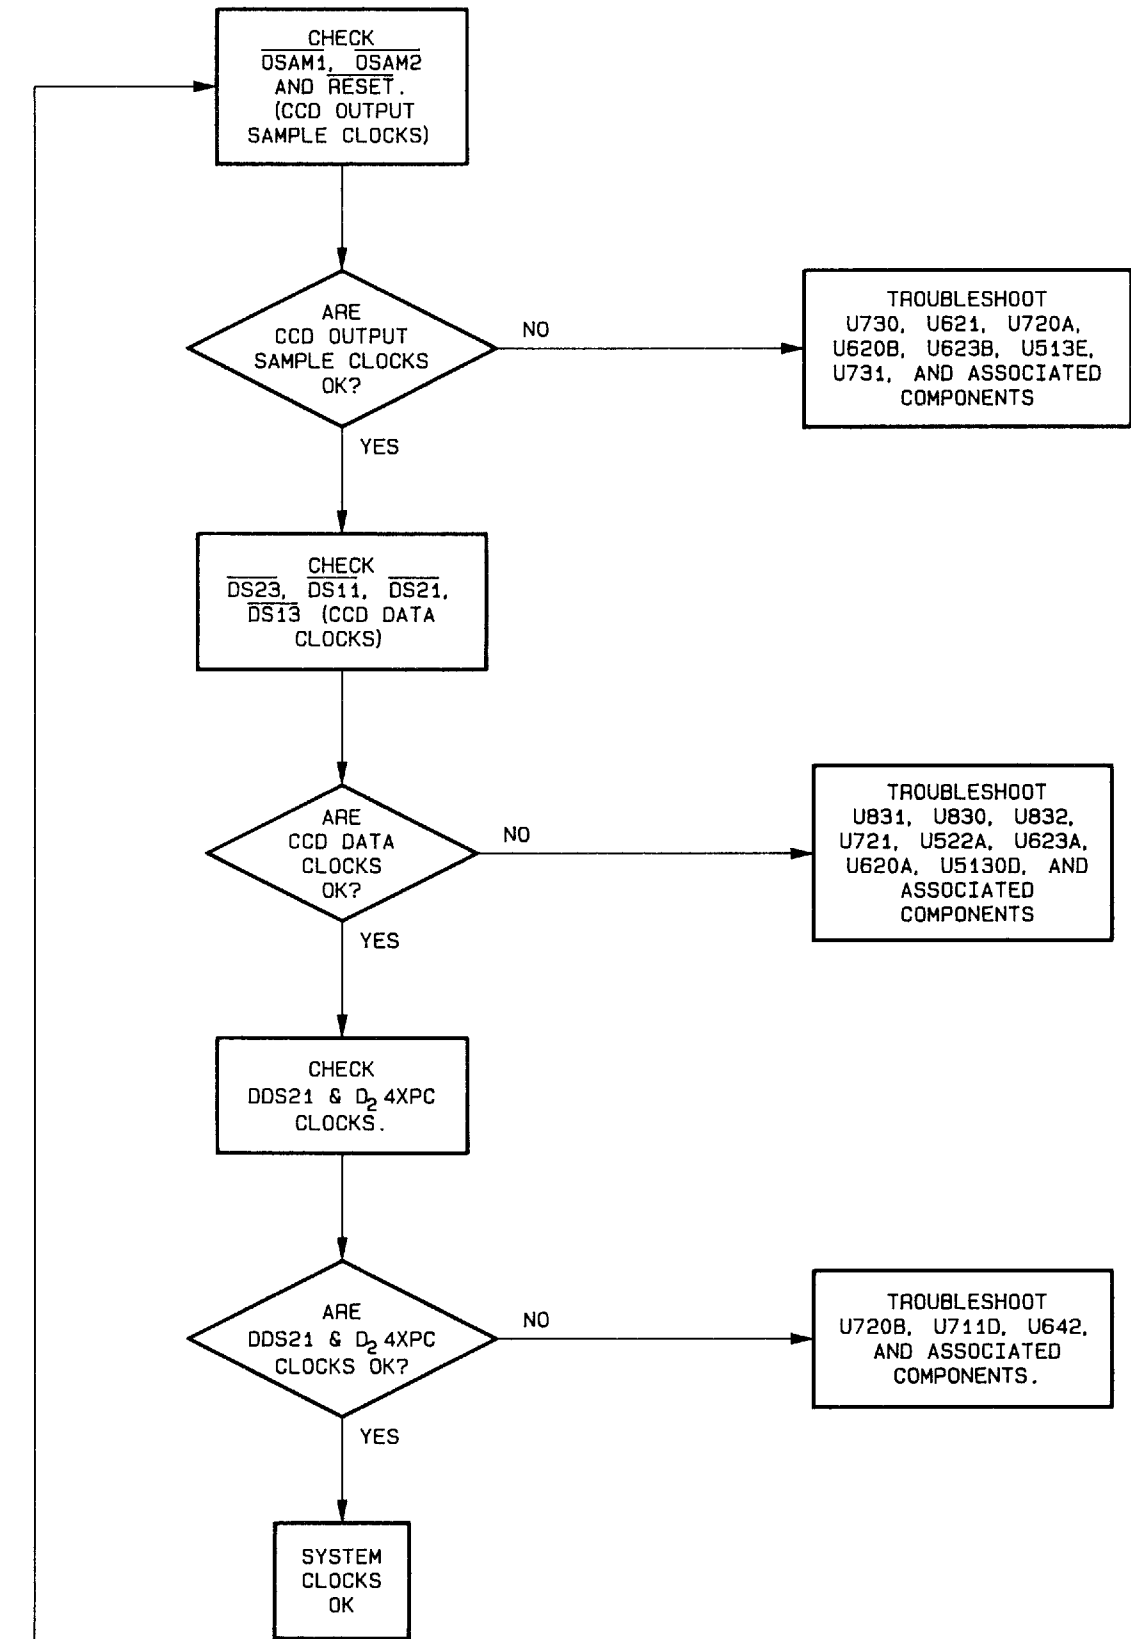 CHECK
OSAM1, OSAM2
AND RESET.
(CCD OUTPUT
SAMPLE CLOCKS)
ARE
CCD OUTPUT
SAMPLE CLOCKS
OK?
NO
TROUBLESHOOT
U730, U621, U720A,
U620B, U623B, U513E,
U731, AND ASSOCIATED
COMPONENTS
YES
CHECK
DS23, DS11, DS21,
DS13 (CCD DATA
CLOCKS)
ARE
CCD DATA
CLOCKS
OK?
NO
TROUBLESHOOT
U831, U830, U832,
U721, U522A, U623A,
U620A, U5130D, AND
ASSOCIATED
COMPONENTS
YES
CHECK
DDS21 & D2 4XPC
CLOCKS.
ARE
DDS21 & D2 4XPC
CLOCKS OK?
NO
TROUBLESHOOT
U720B, U711D, U642,
AND ASSOCIATED
COMPONENTS.
YES
SYSTEM
CLOCKS
OK